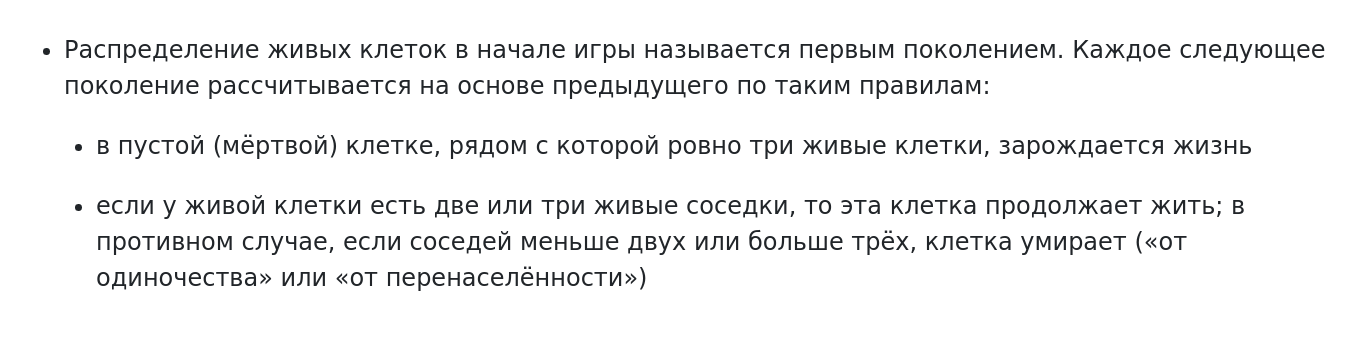 • Распределение живых клеток в начале игры называется первым поколением. Каждое следующее
поколение рассчитывается на основе предыдущего по таким правилам:
• в пустой (мёртвой) клетке, рядом с которой ровно три живые клетки, зарождается жизнь
• если у живой клетки есть две или три живые соседки, то эта клетка продолжает жить; в
противном случае, если соседей меньше двух или больше трёх, клетка умирает («от
одиночества» или «от перенаселённости»)